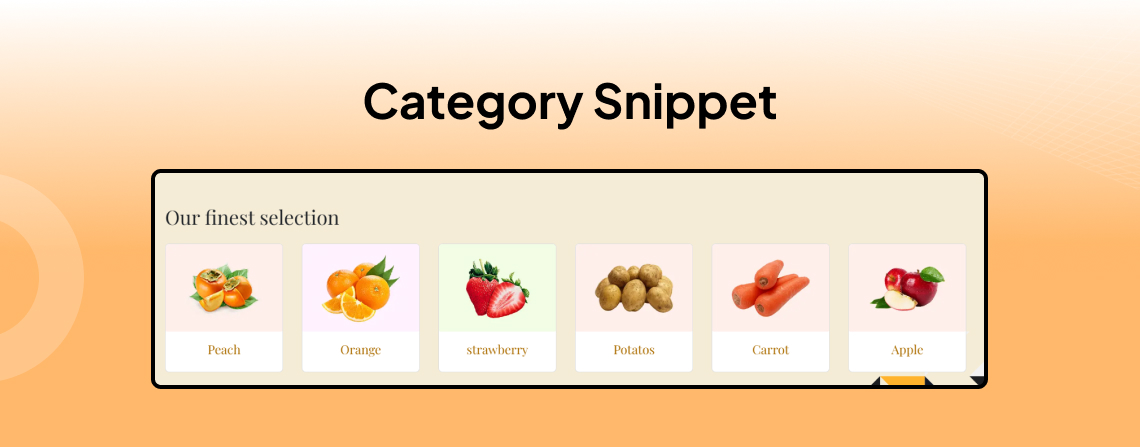 Category Snippet
Our finest selection
Peach
Orange
strawberry
Potatos
Carrot
Apple